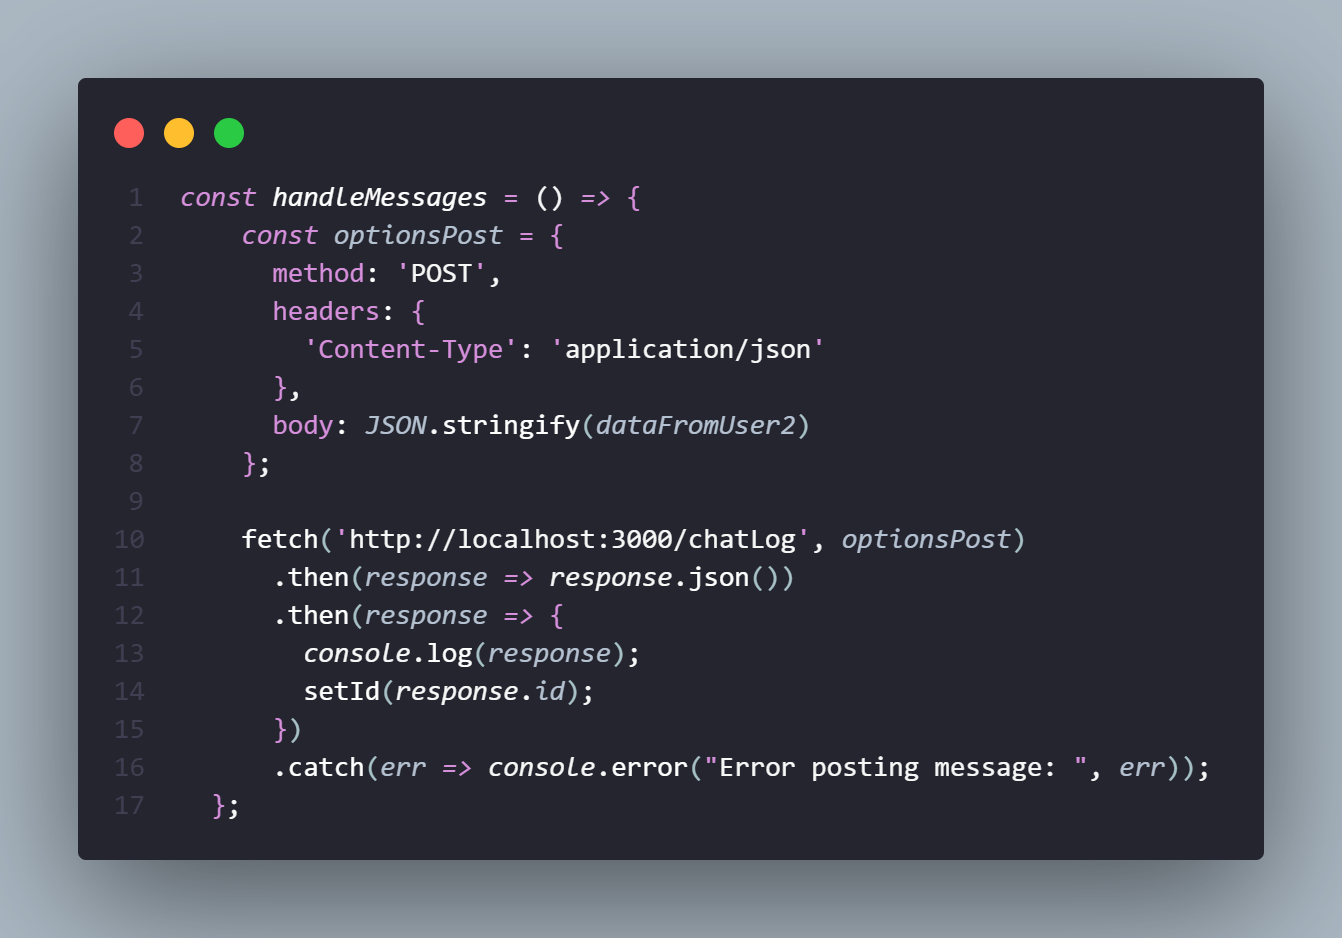 1 const handleMessages = () => {
2 const optionsPost = {
3 method: 'POST',
4 headers: {
5 'Content-Type': 'application/json'
6 },
7 body: JSON.stringify(dataFromUser2)
8 };
9
10 fetch('http://localhost:3000/chatLog', optionsPost)
11 .then(response => response.json())
12 .then(response => {
13 console.log(response);
14 setId(response.id);
15 })
16 .catch(err => console.error("Error posting message: ", err));
17 };